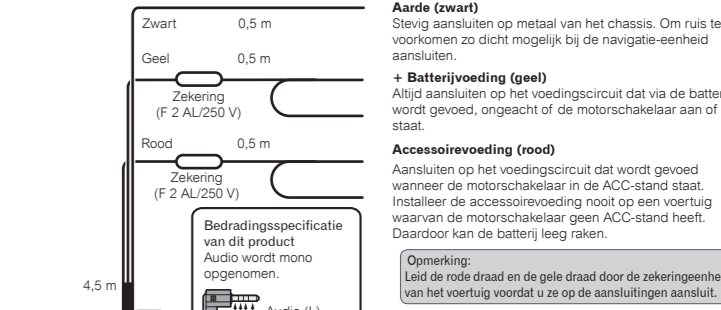 Zwart 0,5 m
Geel 0,5 m
Zekering
(F 2 AL/250 V)
Rood 0,5 m
Zekering
(F 2 AL/250 V)
Bedradingsspecificatie
van dit product
Audio wordt mono
opgenomen.
4,5 m
Audio (L)
Aarde (zwart)
Stevig aansluiten op metaal van het chassis. Om ruis te
voorkomen zo dicht mogelijk bij de navigatie-eenheid
aansluiten.
+ Batterijvoeding (geel)
Altijd aansluiten op het voedingscircuit dat via de batter
wordt gevoed, ongeacht of de motorschakelaar aan of
staat.
Accessoirevoeding (rood)
Aansluiten op het voedingscircuit dat wordt gevoed
wanneer de motorschakelaar in de ACC-stand staat.
Installeer de accessoirevoeding nooit op een voertuig
waarvan de motorschakelaar geen ACC-stand heeft.
Daardoor kan de batterij leeg raken.
Opmerking:
Leid de rode draad en de gele draad door de zekeringeenhe
van het voertuig voordat u ze op de aansluitingen aansluit.